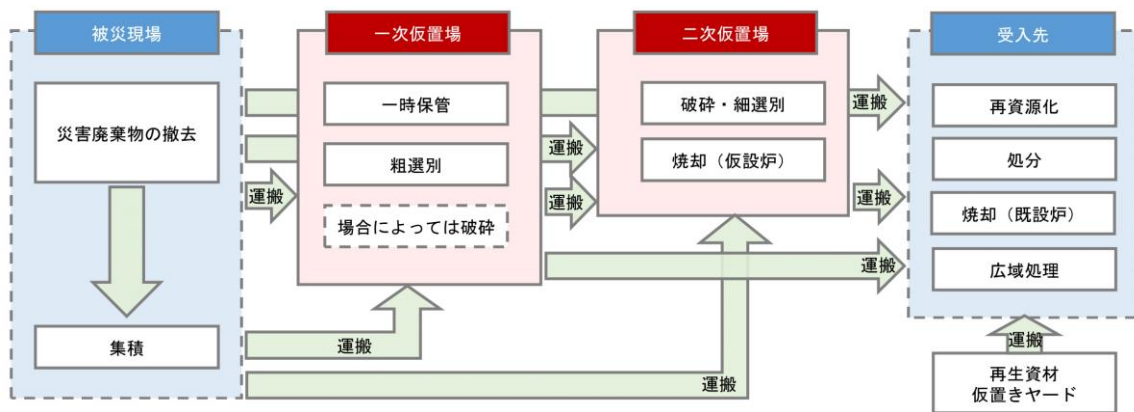 被災現場
災害廃棄物の撤去
集積
運搬
一次仮置場
一時保管
粗選別
場合によっては破砕
運搬
運搬
運搬
運搬
二次仮置場
破砕・細選別
焼却（仮設炉）
運搬
運搬
運搬
運搬
受入先
再資源化
処分
焼却（既設炉）
広域処理
運搬
再生資材
仮置きヤード